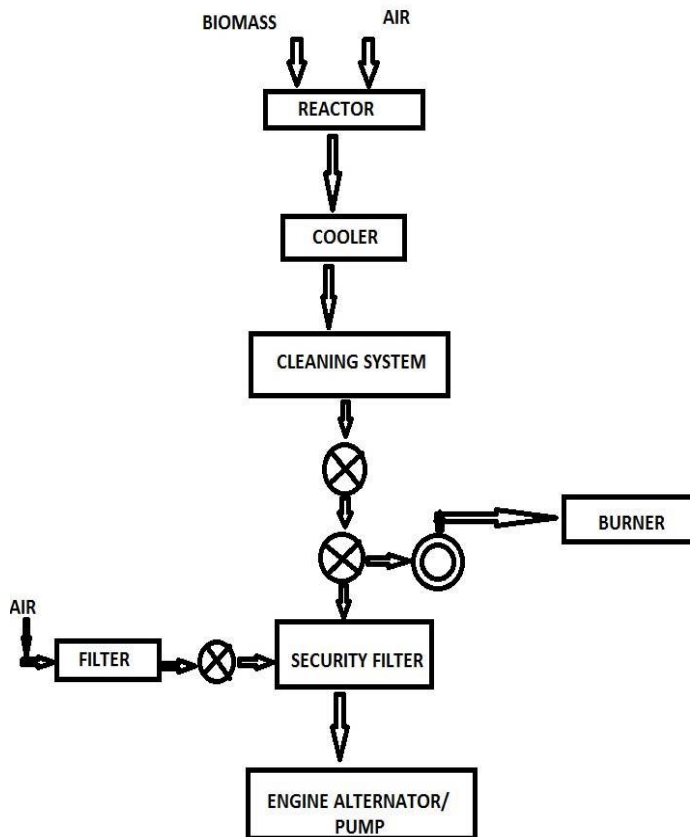 BIOMASS
AIR
REACTOR
COOLER
CLEANING SYSTEM
BURNER
AIR
FILTER
SECURITY FILTER
ENGINE ALTERNATOR/
PUMP